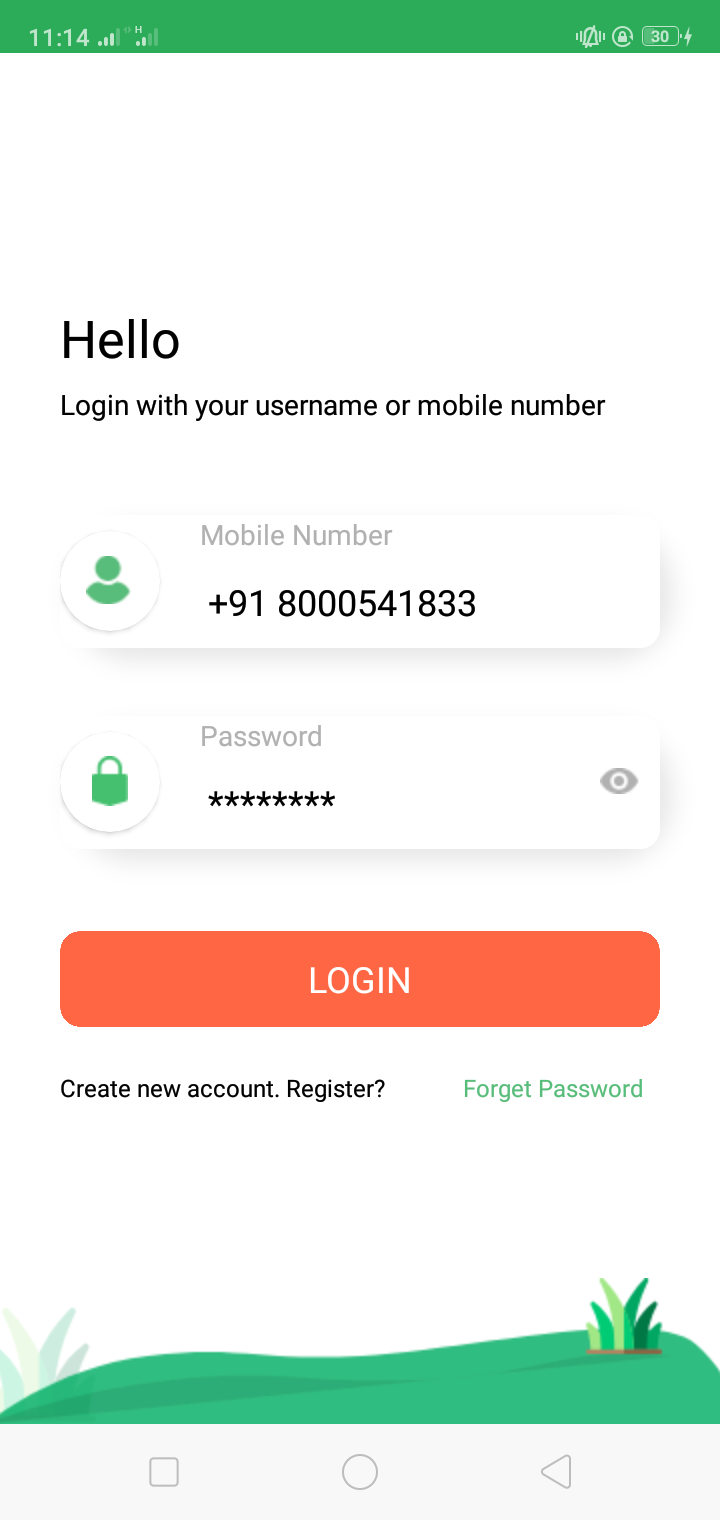 11:14 H 30
Hello
Login with your username or mobile number
Mobile Number
+91 8000541833
Password
********
LOGIN
Create new account. Register? Forget Password